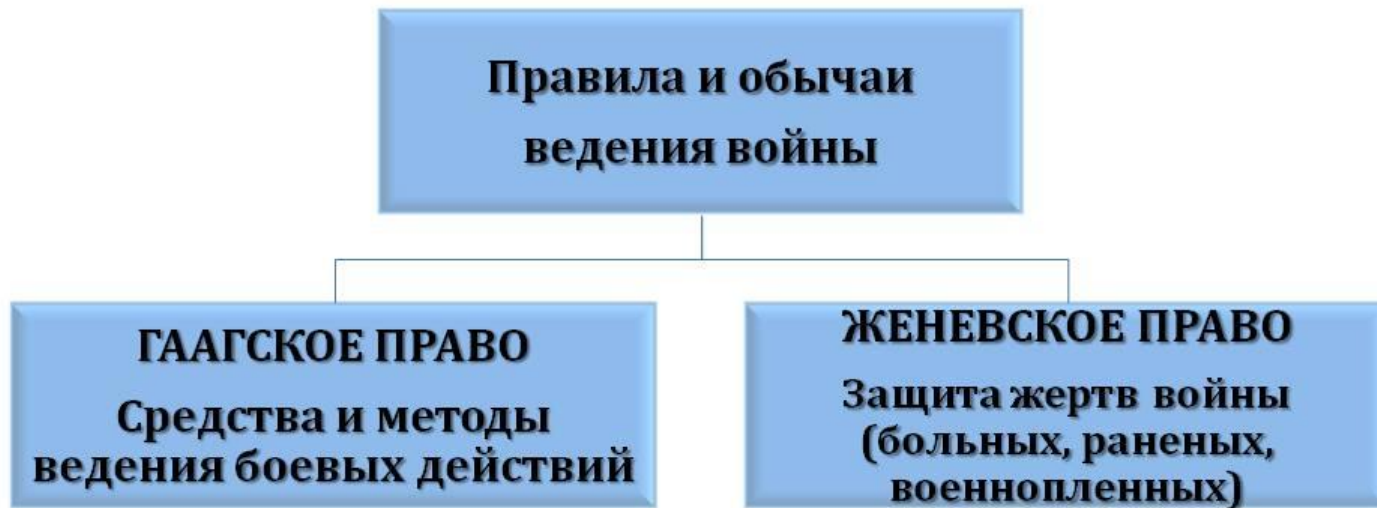 Правила и обычаи
ведения войны
ГААГСКОЕ ПРАВО
Средства и методы
ведения боевых действий
ЖЕНЕВСКОЕ ПРАВО
Защита жертв войны
(больных, раненых,
военнопленных)